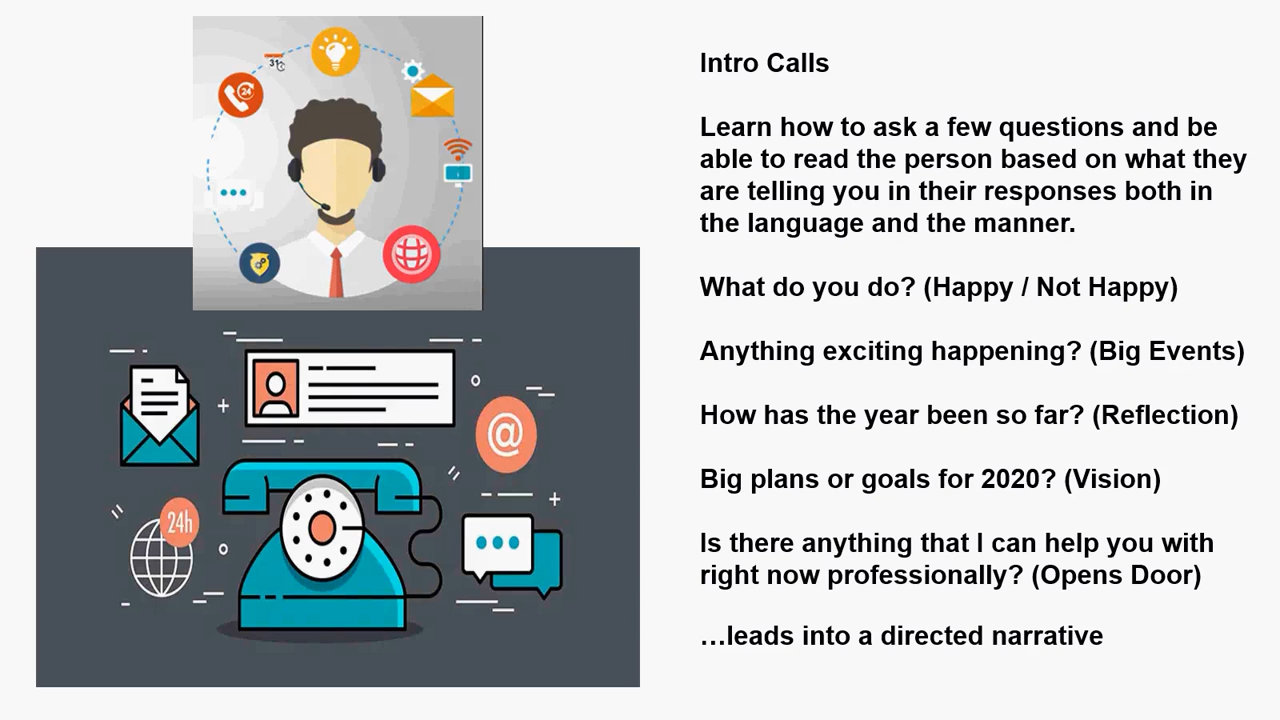 31
24
24h
@
Intro Calls
Learn how to ask a few questions and be
able to read the person based on what they
are telling you in their responses both in
the language and the manner.
What do you do? (Happy / Not Happy)
Anything exciting happening? (Big Events)
How has the year been so far? (Reflection)
Big plans or goals for 2020? (Vision)
Is there anything that I can help you with
right now professionally? (Opens Door)
…leads into a directed narrative